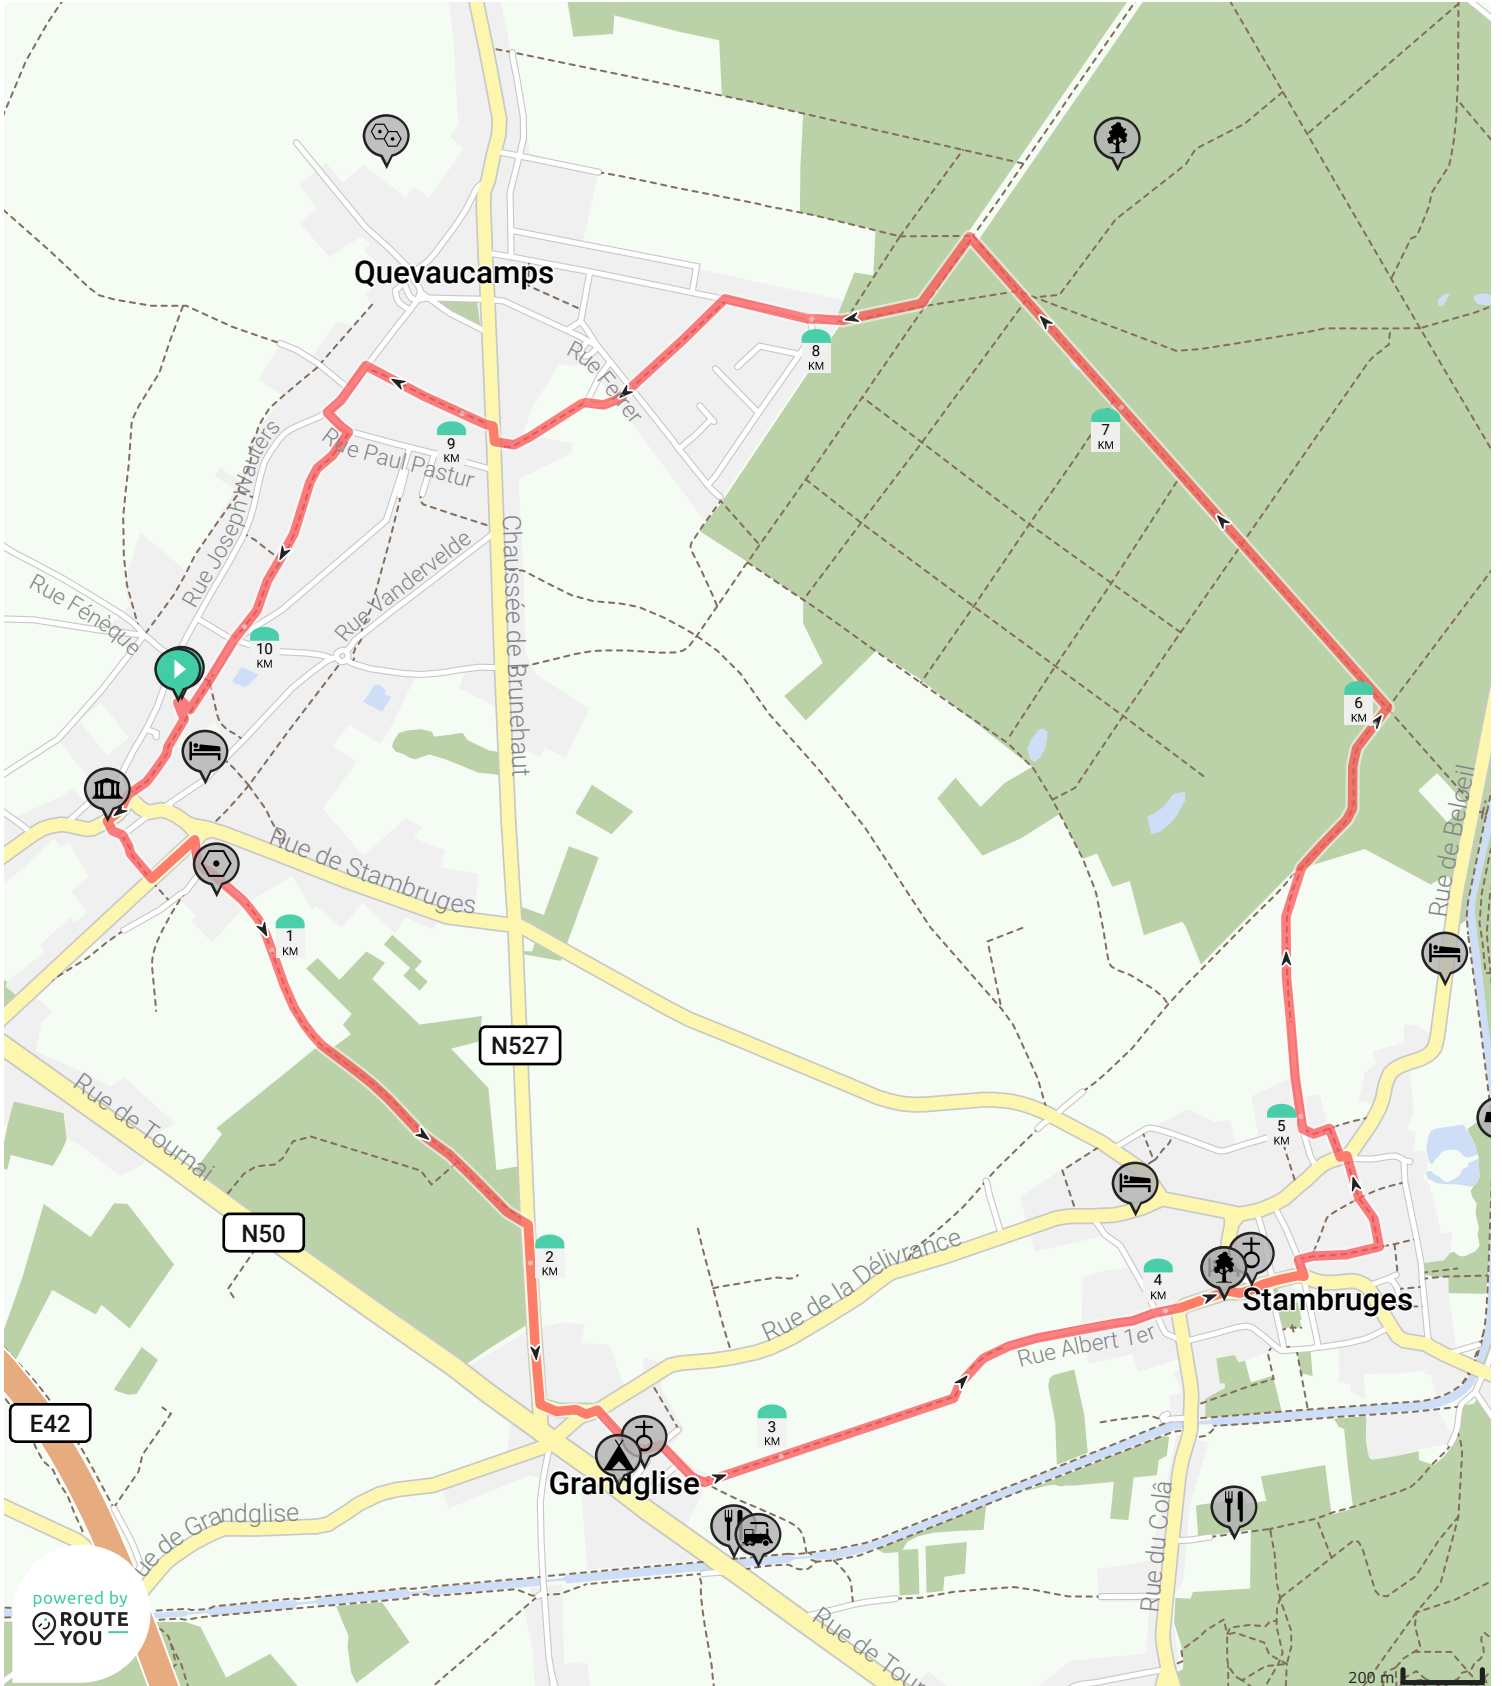 Quevaucamps
Rue Ferrer
8
KM
7
KM
9
KM
Rue Paul Pastur
Rue Joseph Wauters
Chaussée de Brunehaut
Rue Vandervelde
Rue Fénèque
10
KM
6
KM
Rue de Belœil
Rue de Stambruges
1
KM
N527
Rue de Tournai
5
KM
N50
2
KM
Rue de la Délivrance
4
KM
Stambruges
Rue Albert 1er
E42
3
KM
Grandglise
ue de Grandglise
Rue du Colâ
powered by
ROUTE
YOU
Rue de Tour
200 m